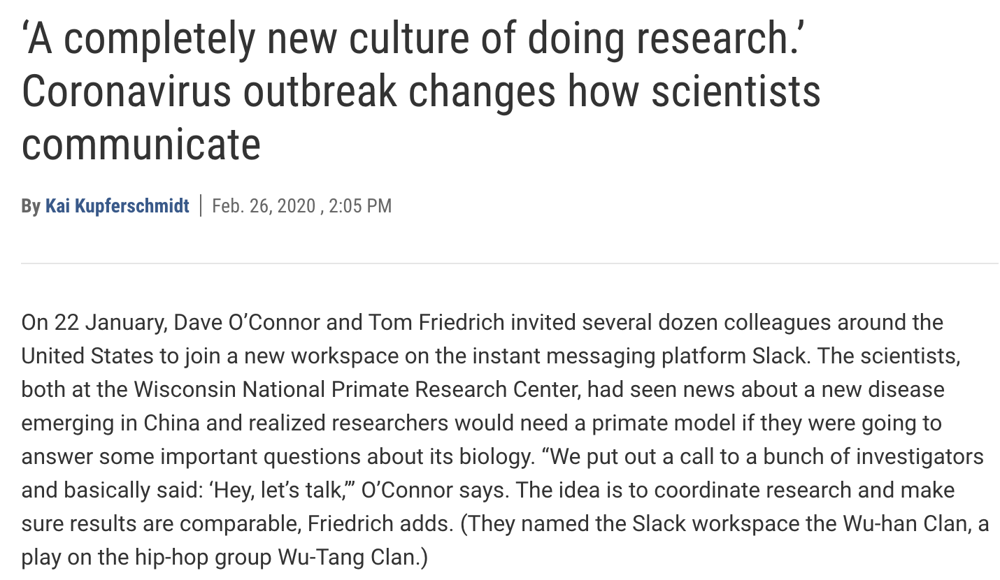 ‘A completely new culture of doing research.’
Coronavirus outbreak changes how scientists
communicate
By Kai Kupferschmidt | Feb. 26, 2020 , 2:05 PM
On 22 January, Dave O’Connor and Tom Friedrich invited several dozen colleagues around the
United States to join a new workspace on the instant messaging platform Slack. The scientists,
both at the Wisconsin National Primate Research Center, had seen news about a new disease
emerging in China and realized researchers would need a primate model if they were going to
answer some important questions about its biology. “We put out a call to a bunch of investigators
and basically said: ‘Hey, let’s talk,’” O’Connor says. The idea is to coordinate research and make
sure results are comparable, Friedrich adds. (They named the Slack workspace the Wu-han Clan, a
play on the hip-hop group Wu-Tang Clan.)